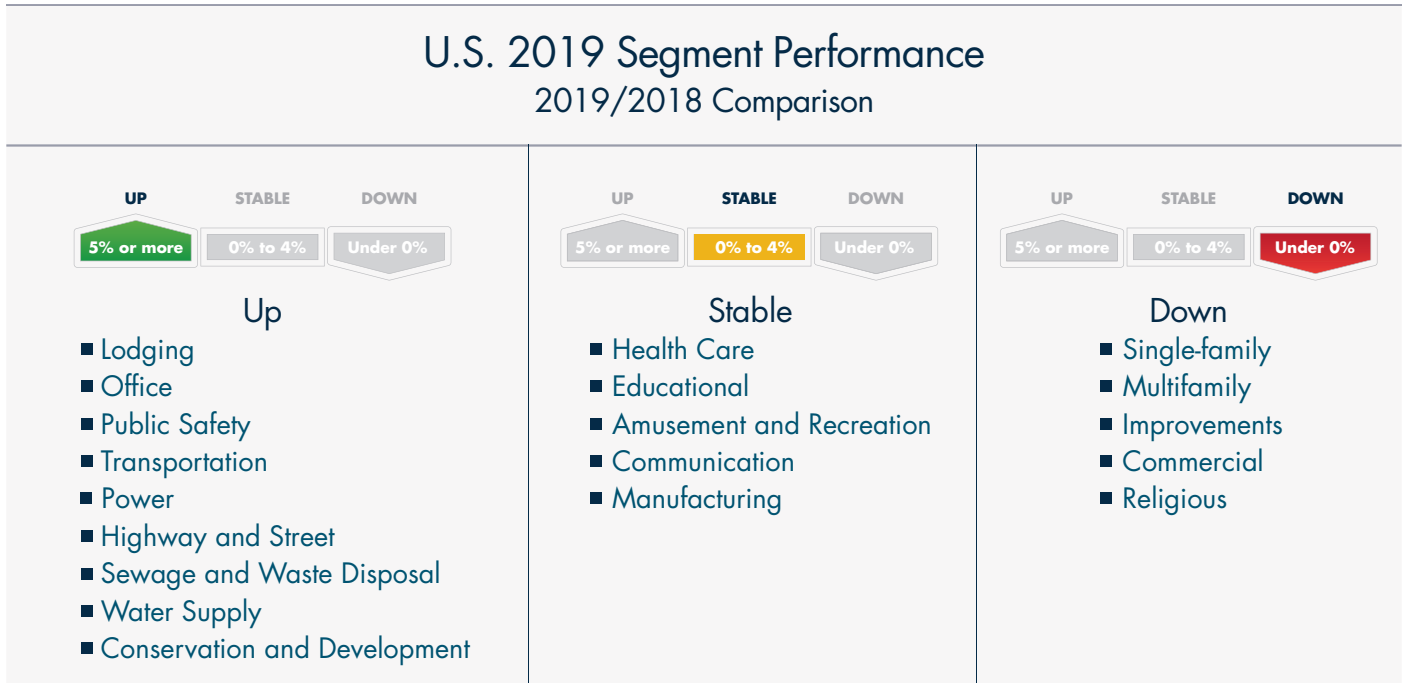 U.S. 2019 Segment Performance
2019/2018 Comparison
UP STABLE DOWN
5% or more 0% to 4% Under 0%
Up
Lodging
Office
Public Safety
Transportation
Power
Highway and Street
Sewage and Waste Disposal
Water Supply
Conservation and Development
UP STABLE DOWN
5% or more 0% to 4% Under 0%
Stable
Health Care
Educational
Amusement and Recreation
Communication
Manufacturing
UP STABLE DOWN
5% or more 0% to 4% Under 0%
Down
Single-family
Multifamily
Improvements
Commercial
Religious